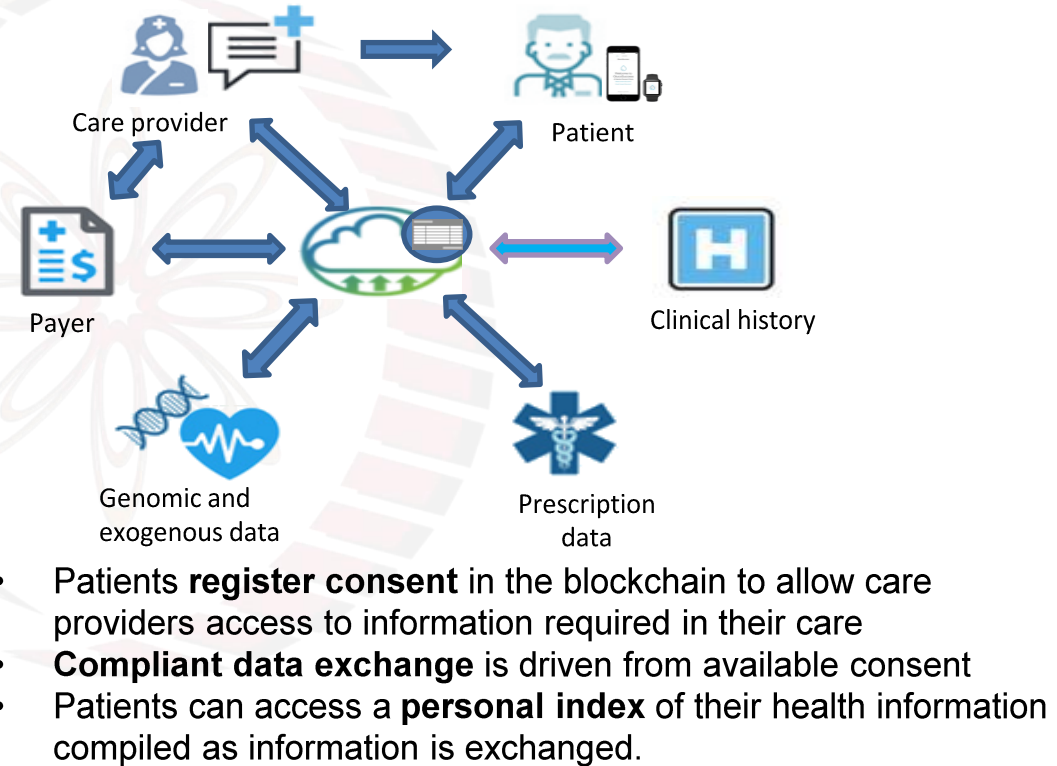 Care provider
Patient
Payer
Clinical history
Genomic and
exogenous data
Prescription
data
• Patients register consent in the blockchain to allow care
providers access to information required in their care
• Compliant data exchange is driven from available consent
• Patients can access a personal index of their health information
compiled as information is exchanged.